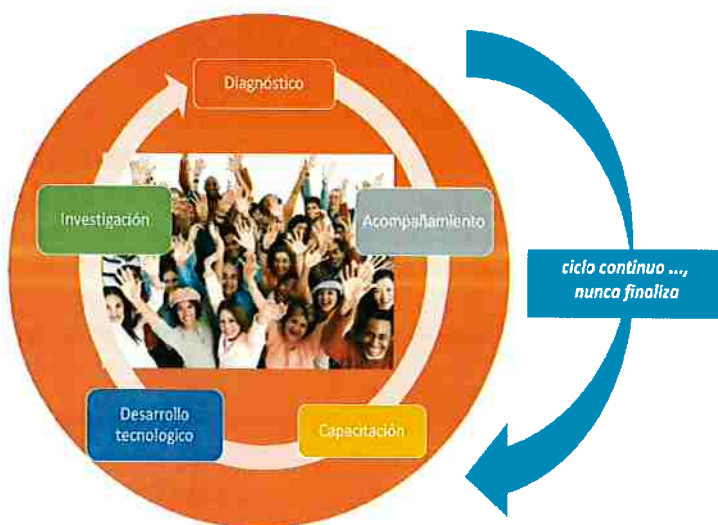 Diagnóstico
Acompañamiento
Capacitación
Desarrollo
tecnologico
Investigación
ciclo continuo ...,
nunca finaliza